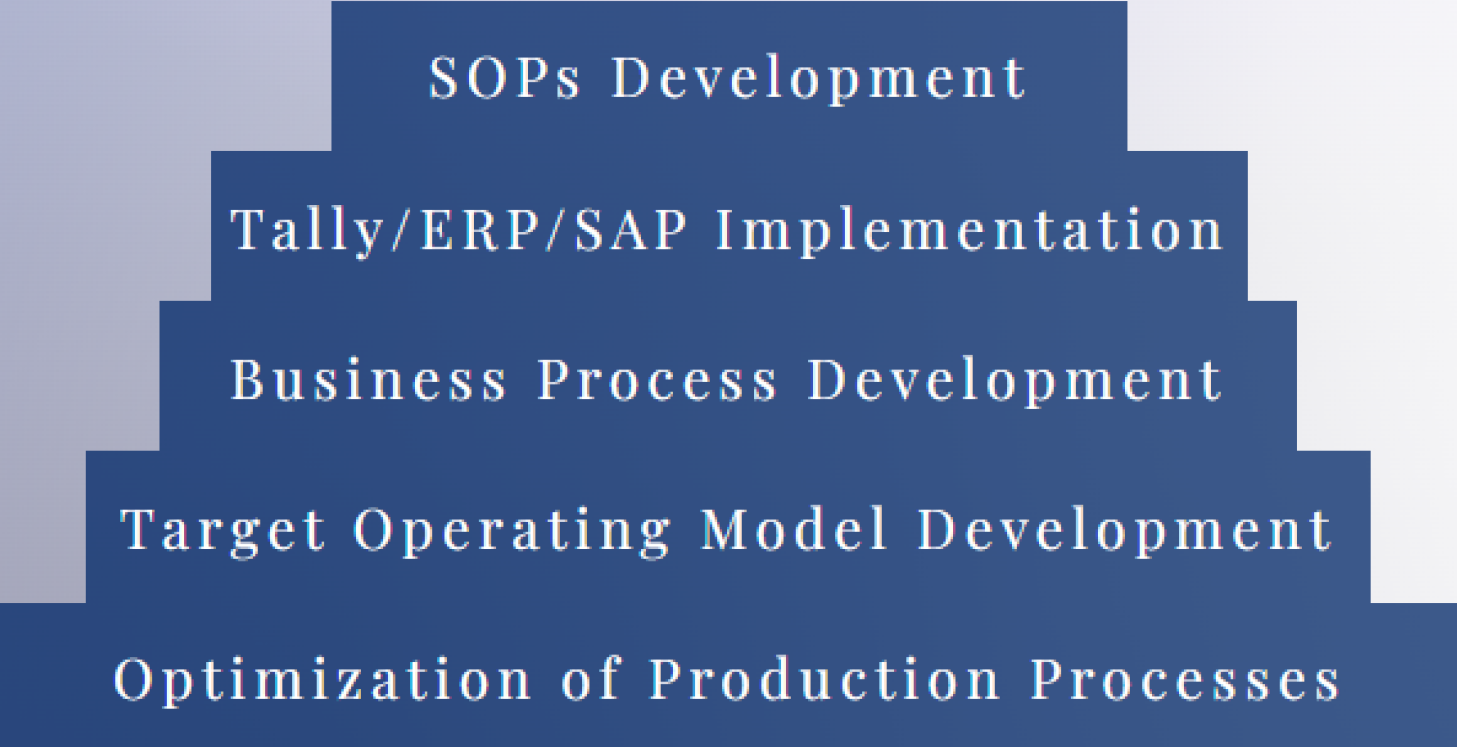 SOPs Development
Tally/ERP/SAP Implementation
Business Process Development
Target Operating Model Development
Optimization of Production Processes